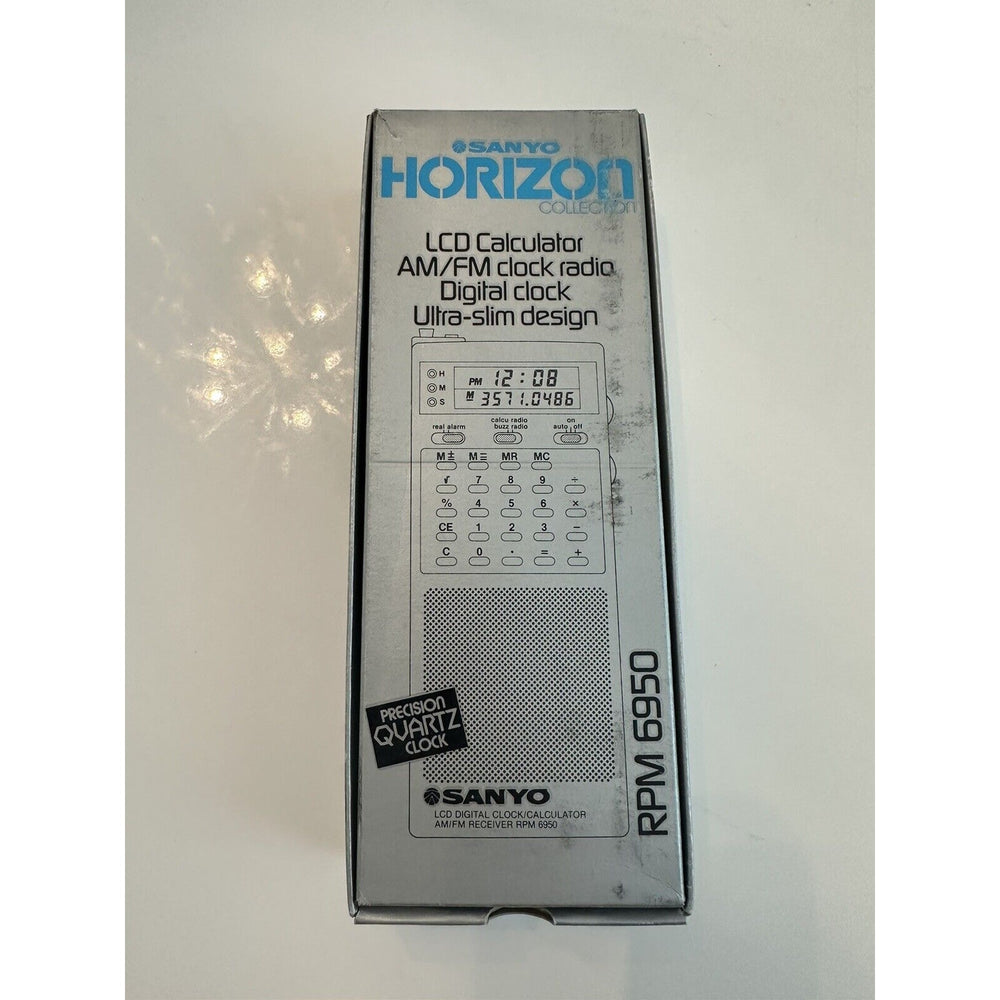 SANYO
HORIZON
COLLECTION
LCD Calculator
AM/FM clock radio
Digital clock
Ultra-slim design
H
PM 12:08
M
M 3571.0486
S
real alarm
calcu radio
buzz radio
on
auto off
M± M= MR MC
√ 7 8 9 ÷
% 4 5 6 ×
CE 1 2 3 −
C 0 · = +
PRECISION
QUARTZ
CLOCK
SANYO
LCD DIGITAL CLOCK/CALCULATOR
AM/FM RECEIVER RPM 6950
RPM 6950